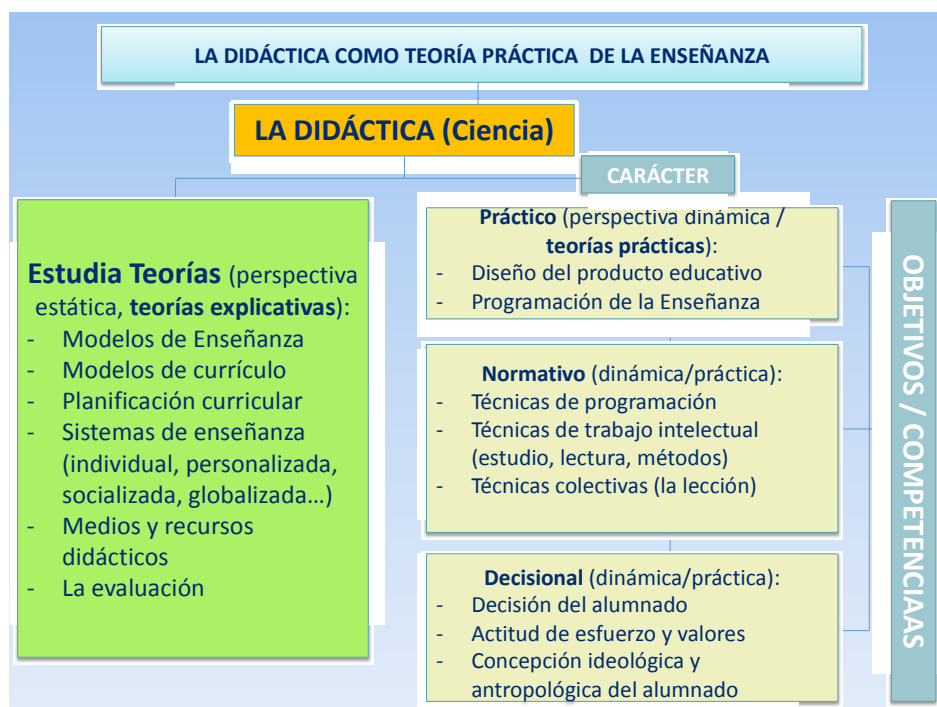 LA DIDÁCTICA COMO TEORÍA PRÁCTICA DE LA ENSEÑANZA
LA DIDÁCTICA (Ciencia)
CARÁCTER
Estudia Teorías (perspectiva
estática, teorías explicativas):
- Modelos de Enseñanza
- Modelos de currículo
- Planificación curricular
- Sistemas de enseñanza
(individual, personalizada,
socializada, globalizada…)
- Medios y recursos
didácticos
- La evaluación
Práctico (perspectiva dinámica /
teorías prácticas):
- Diseño del producto educativo
- Programación de la Enseñanza
Normativo (dinámica/práctica):
- Técnicas de programación
- Técnicas de trabajo intelectual
(estudio, lectura, métodos)
- Técnicas colectivas (la lección)
Decisional (dinámica/práctica):
- Decisión del alumnado
- Actitud de esfuerzo y valores
- Concepción ideológica y
antropológica del alumnado
OBJETIVOS / COMPETENCIAAS